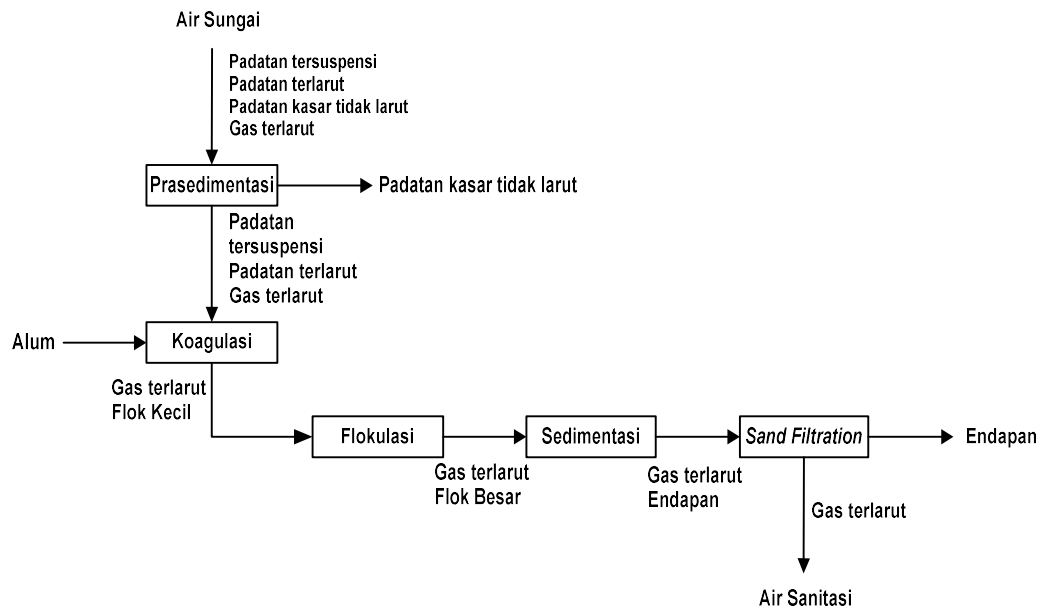 Air Sungai
Padatan tersuspensi
Padatan terlarut
Padatan kasar tidak larut
Gas terlarut
Prasedimentasi
Padatan kasar tidak larut
Padatan
tersuspensi
Padatan terlarut
Gas terlarut
Alum
Koagulasi
Gas terlarut
Flok Kecil
Flokulasi
Gas terlarut
Flok Besar
Sedimentasi
Gas terlarut
Endapan
Sand Filtration
Endapan
Gas terlarut
Air Sanitasi